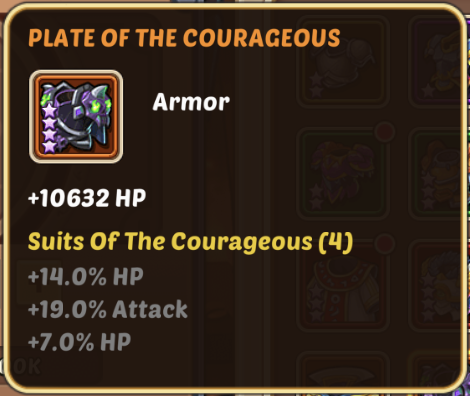 PLATE OF THE COURAGEOUS
Armor
+10632 HP
Suits Of The Courageous (4)
+14.0% HP
+19.0% Attack
+7.0% HP
OK